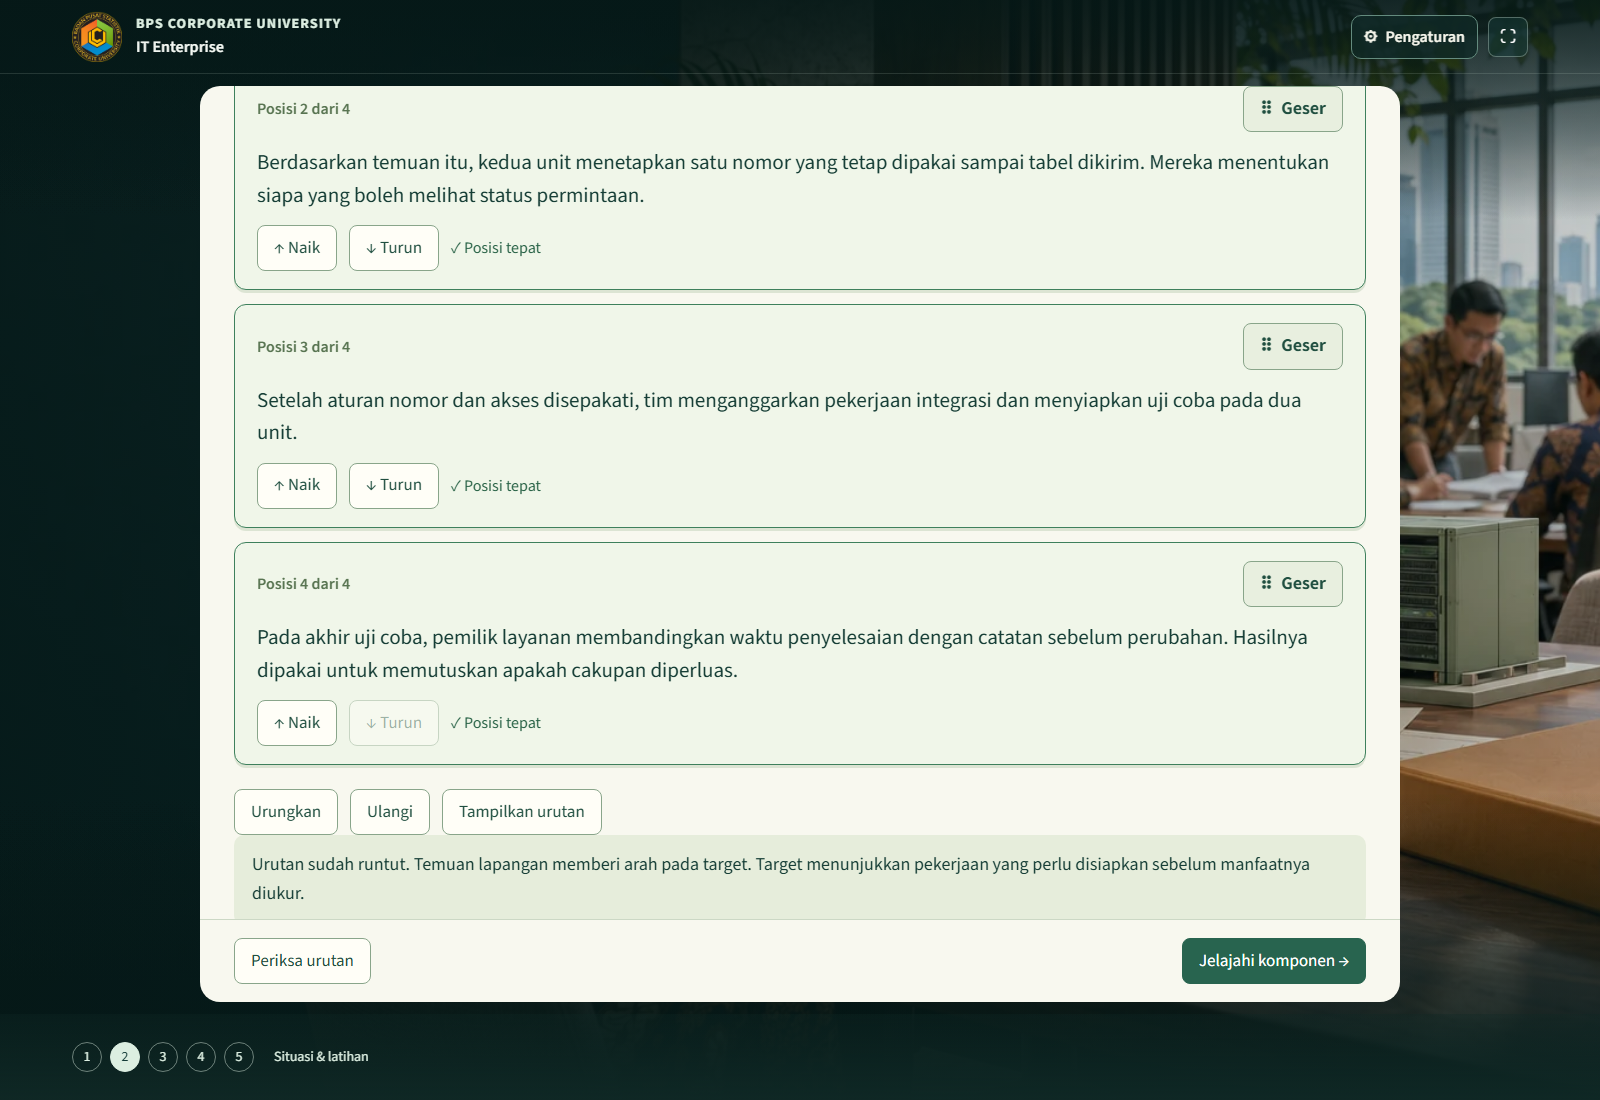 BPS CORPORATE UNIVERSITY
IT Enterprise
Pengaturan
Posisi 2 dari 4
Geser
Berdasarkan temuan itu, kedua unit menetapkan satu nomor yang tetap dipakai sampai tabel dikirim. Mereka menentukan
siapa yang boleh melihat status permintaan.
↑ Naik
↓ Turun
✓ Posisi tepat
Posisi 3 dari 4
Geser
Setelah aturan nomor dan akses disepakati, tim menganggarkan pekerjaan integrasi dan menyiapkan uji coba pada dua
unit.
↑ Naik
↓ Turun
✓ Posisi tepat
Posisi 4 dari 4
Geser
Pada akhir uji coba, pemilik layanan membandingkan waktu penyelesaian dengan catatan sebelum perubahan. Hasilnya
dipakai untuk memutuskan apakah cakupan diperluas.
↑ Naik
↓ Turun
✓ Posisi tepat
Urungkan
Ulangi
Tampilkan urutan
Urutan sudah runtut. Temuan lapangan memberi arah pada target. Target menunjukkan pekerjaan yang perlu disiapkan sebelum manfaatnya
diukur.
Periksa urutan
Jelajahi komponen →
1 2 3 4 5 Situasi & latihan